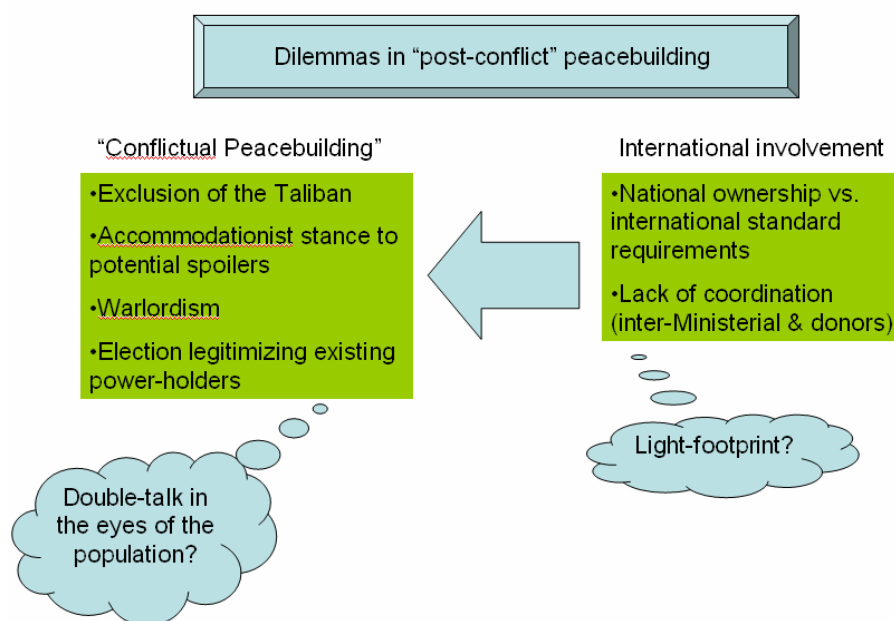 Dilemmas in “post-conflict” peacebuilding
“Conflictual Peacebuilding”
•Exclusion of the Taliban
•Accommodationist stance to
potential spoilers
•Warlordism
•Election legitimizing existing
power-holders
Double-talk in
the eyes of the
population?
International involvement
•National ownership vs.
international standard
requirements
•Lack of coordination
(inter-Ministerial & donors)
Light-footprint?